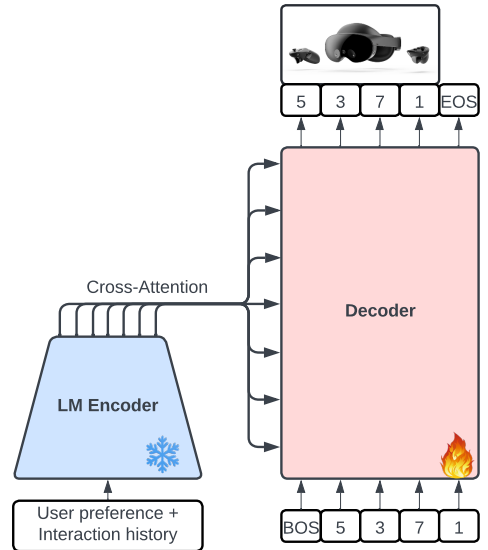 5 3 7 1 EOS
Cross-Attention
Decoder
LM Encoder
User preference +
Interaction history
BOS 5 3 7 1